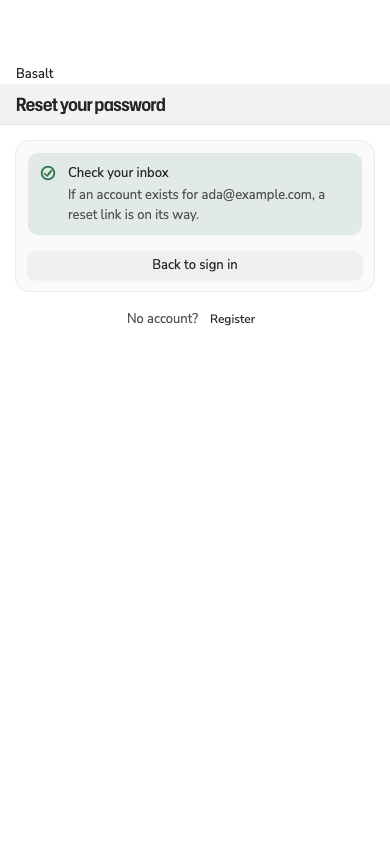 Basalt
Reset your password
Check your inbox
If an account exists for ada@example.com, a
reset link is on its way.
Back to sign in
No account? Register